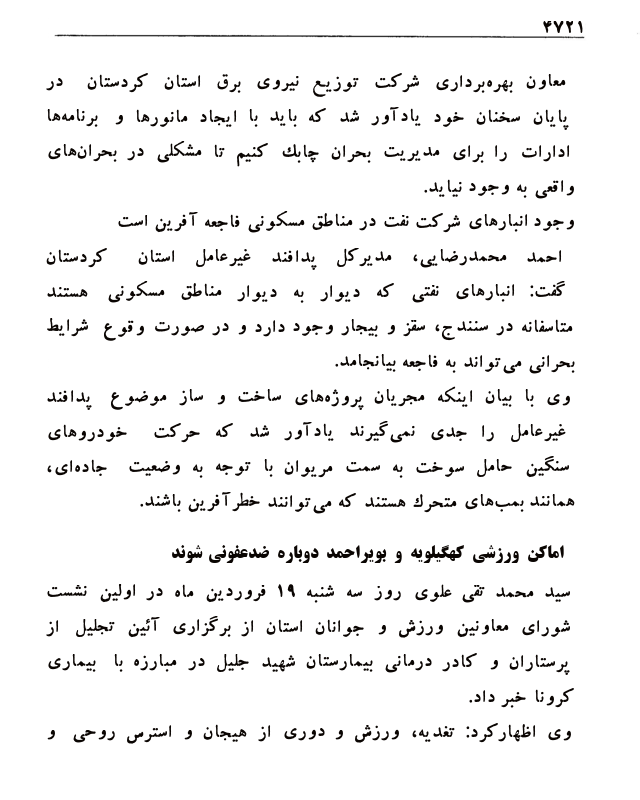 ۴۷۲۱
معاون بهره‌برداری شرکت توزیع نیروی برق استان کردستان در
پایان سخنان خود یادآور شد که باید با ایجاد مانورها و برنامه‌ها
ادارات را برای مدیریت بحران چابك کنیم تا مشکلی در بحران‌های
واقعی به وجود نیاید.
وجود انبارهای شرکت نفت در مناطق مسکونی فاجعه آفرین است
احمد محمدرضایی، مدیرکل پدافند غیرعامل استان کردستان
گفت: انبارهای نفتی که دیوار به دیوار مناطق مسکونی هستند
متاسفانه در سنندج، سقز و بیجار وجود دارد و در صورت وقوع شرایط
بحرانی می‌تواند به فاجعه بیانجامد.
وی با بیان اینکه مجریان پروژه‌های ساخت و ساز موضوع پدافند
غیرعامل را جدی نمی‌گیرند یادآور شد که حرکت خودروهای
سنگین حامل سوخت به سمت مریوان با توجه به وضعیت جاده‌ای،
همانند بمب‌های متحرك هستند که می‌توانند خطرآفرین باشند.
اماکن ورزشی کهگیلویه و بویراحمد دوباره ضدعفونی شوند
سید محمد تقی علوی روز سه شنبه ۱۹ فروردین ماه در اولین نشست
شورای معاونین ورزش و جوانان استان از برگزاری آئین تجلیل از
پرستاران و کادر درمانی بیمارستان شهید جلیل در مبارزه با بیماری
کرونا خبر داد.
وی اظهارکرد: تغدیه، ورزش و دوری از هیجان و استرس روحی و